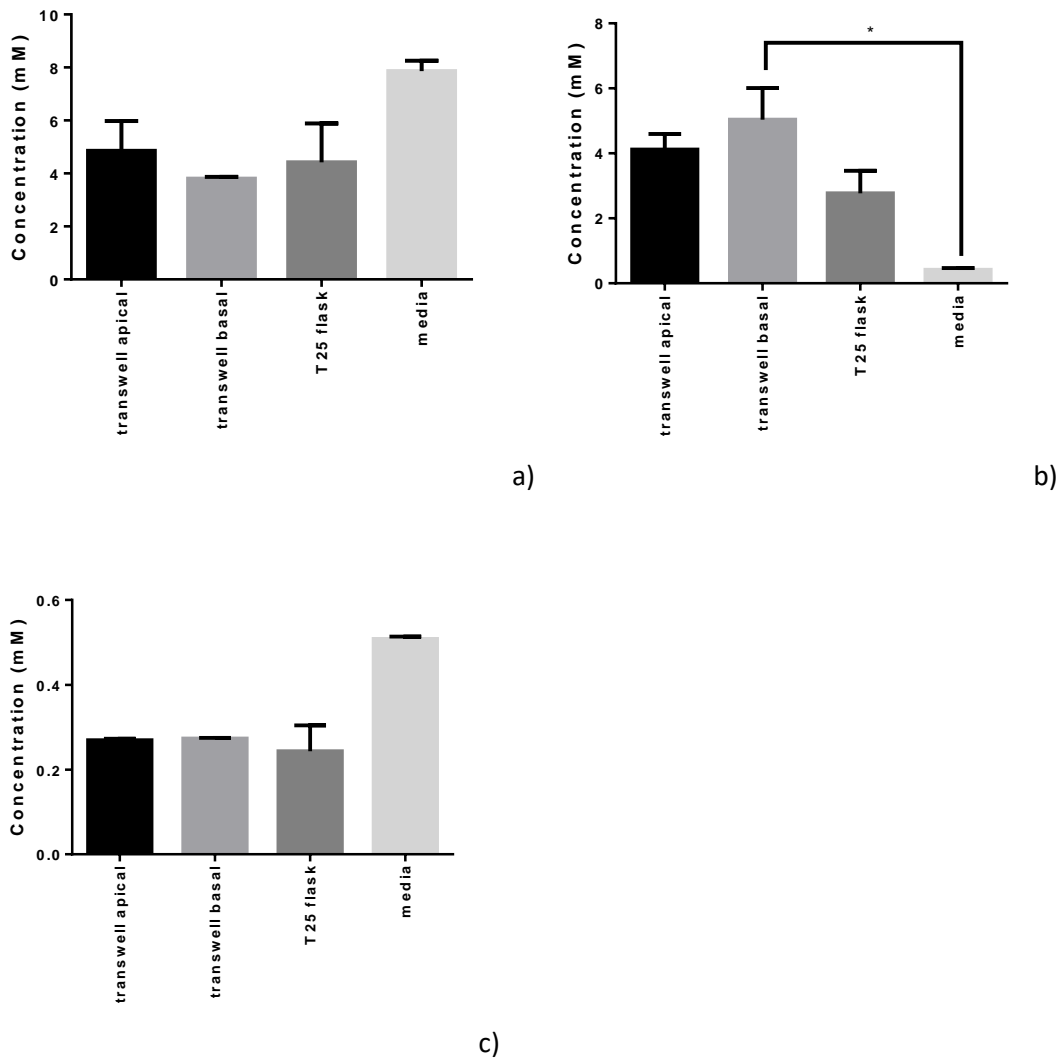 Concentration (mM)
10
8
6
4
2
0
transwell apical
transwell basal
T25 flask
media
a)
Concentration (mM)
8
6
4
2
0
*
transwell apical
transwell basal
T25 flask
media
b)
Concentration (mM)
0.6
0.4
0.2
0.0
transwell apical
transwell basal
T25 flask
media
c)